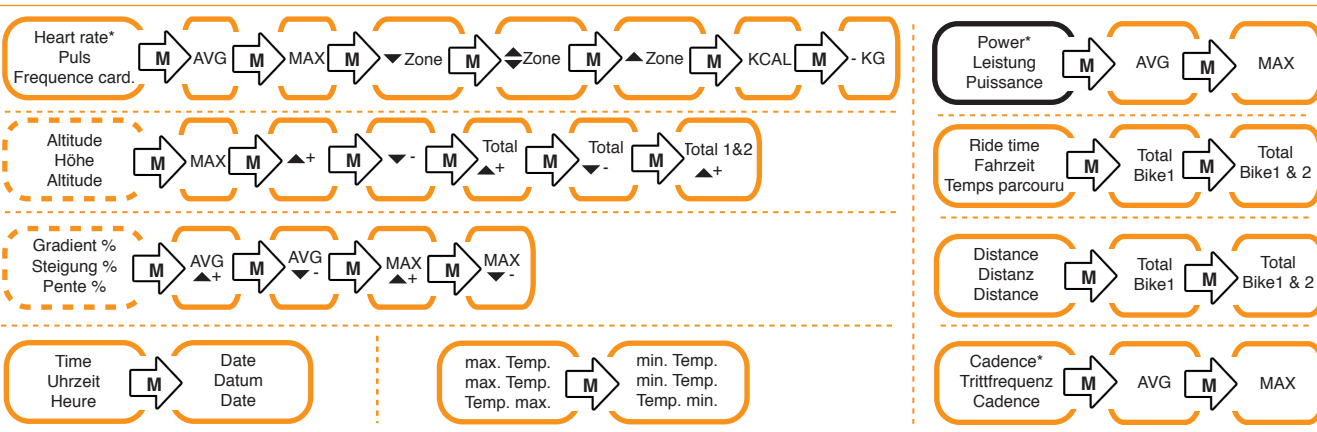 Heart rate*
Puls
Frequence card.
M
AVG
M
MAX
M
▼Zone
M
▲▼Zone
M
▲Zone
M
KCAL
M
- KG
Altitude
Höhe
Altitude
M
MAX
M
▲+
M
▼-
M
Total
▲+
M
Total
▼-
M
Total 1&2
▲+
Gradient %
Steigung %
Pente %
M
AVG
▲+
M
AVG
▼-
M
MAX
▲+
M
MAX
▼-
Time
Uhrzeit
Heure
M
Date
Datum
Date
max. Temp.
max. Temp.
Temp. max.
M
min. Temp.
min. Temp.
Temp. min.
Power*
Leistung
Puissance
M
AVG
M
MAX
Ride time
Fahrzeit
Temps parcouru
M
Total
Bike1
M
Total
Bike1 & 2
Distance
Distanz
Distance
M
Total
Bike1
M
Total
Bike1 & 2
Cadence*
Trittfrequenz
Cadence
M
AVG
M
MAX